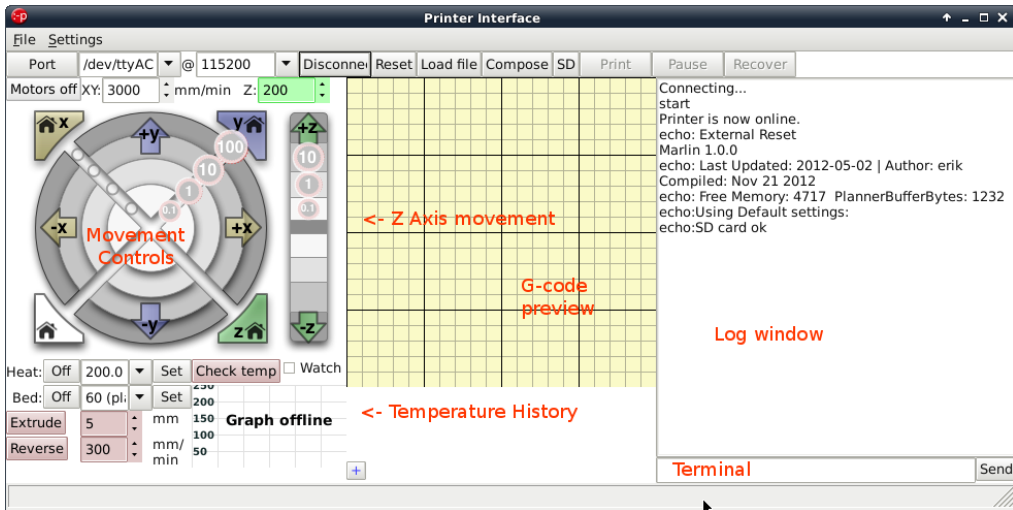 Printer Interface
File Settings
Port /dev/ttyAC @ 115200 Disconne Reset Load file Compose SD Print Pause Recover
Motors off XY: 3000 mm/min Z: 200
x y +y +z
100
10
1
0.1
10
1
0.1
-x +x
Movement
Controls
-y z -z
<- Z Axis movement
G-code
preview
Heat: Off 200.0 Set Check temp Watch
Bed: Off 60 (pla Set
Extrude 5 mm
Reverse 300 mm/
min
250
200
150 Graph offline
100
50
<- Temperature History
+
Connecting...
start
Printer is now online.
echo: External Reset
Marlin 1.0.0
echo: Last Updated: 2012-05-02 | Author: erik
Compiled: Nov 21 2012
echo: Free Memory: 4717 PlannerBufferBytes: 1232
echo:Using Default settings:
echo:SD card ok
Log window
Terminal Send